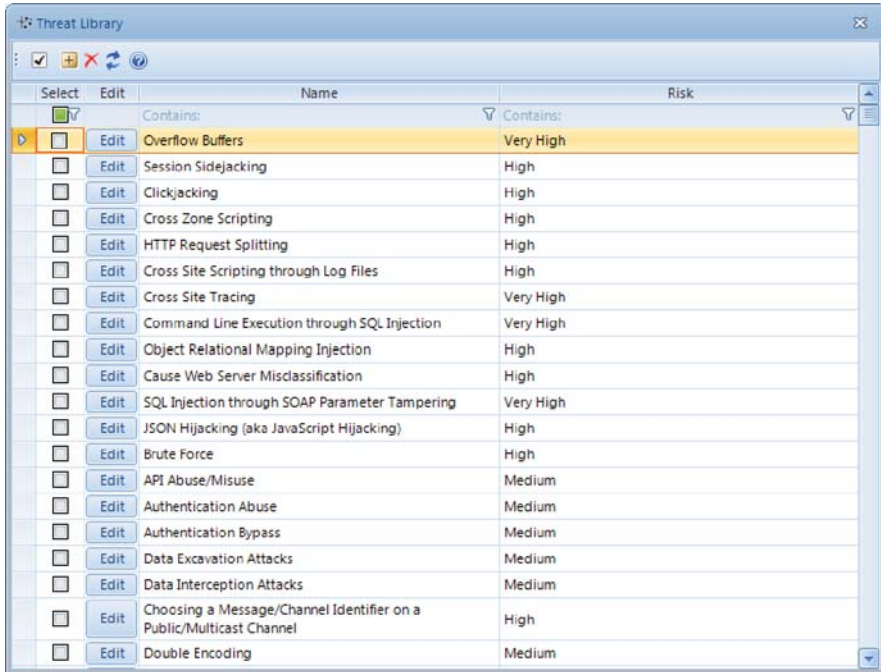 Threat Library
Select Edit Name Risk
Contains: Contains:
Edit Overflow Buffers Very High
Edit Session Sidejacking High
Edit Clickjacking High
Edit Cross Zone Scripting High
Edit HTTP Request Splitting High
Edit Cross Site Scripting through Log Files High
Edit Cross Site Tracing Very High
Edit Command Line Execution through SQL Injection Very High
Edit Object Relational Mapping Injection High
Edit Cause Web Server Misclassification High
Edit SQL Injection through SOAP Parameter Tampering Very High
Edit JSON Hijacking (aka JavaScript Hijacking) High
Edit Brute Force High
Edit API Abuse/Misuse Medium
Edit Authentication Abuse Medium
Edit Authentication Bypass Medium
Edit Data Excavation Attacks Medium
Edit Data Interception Attacks Medium
Edit Choosing a Message/Channel Identifier on a
Public/Multicast Channel High
Edit Double Encoding Medium